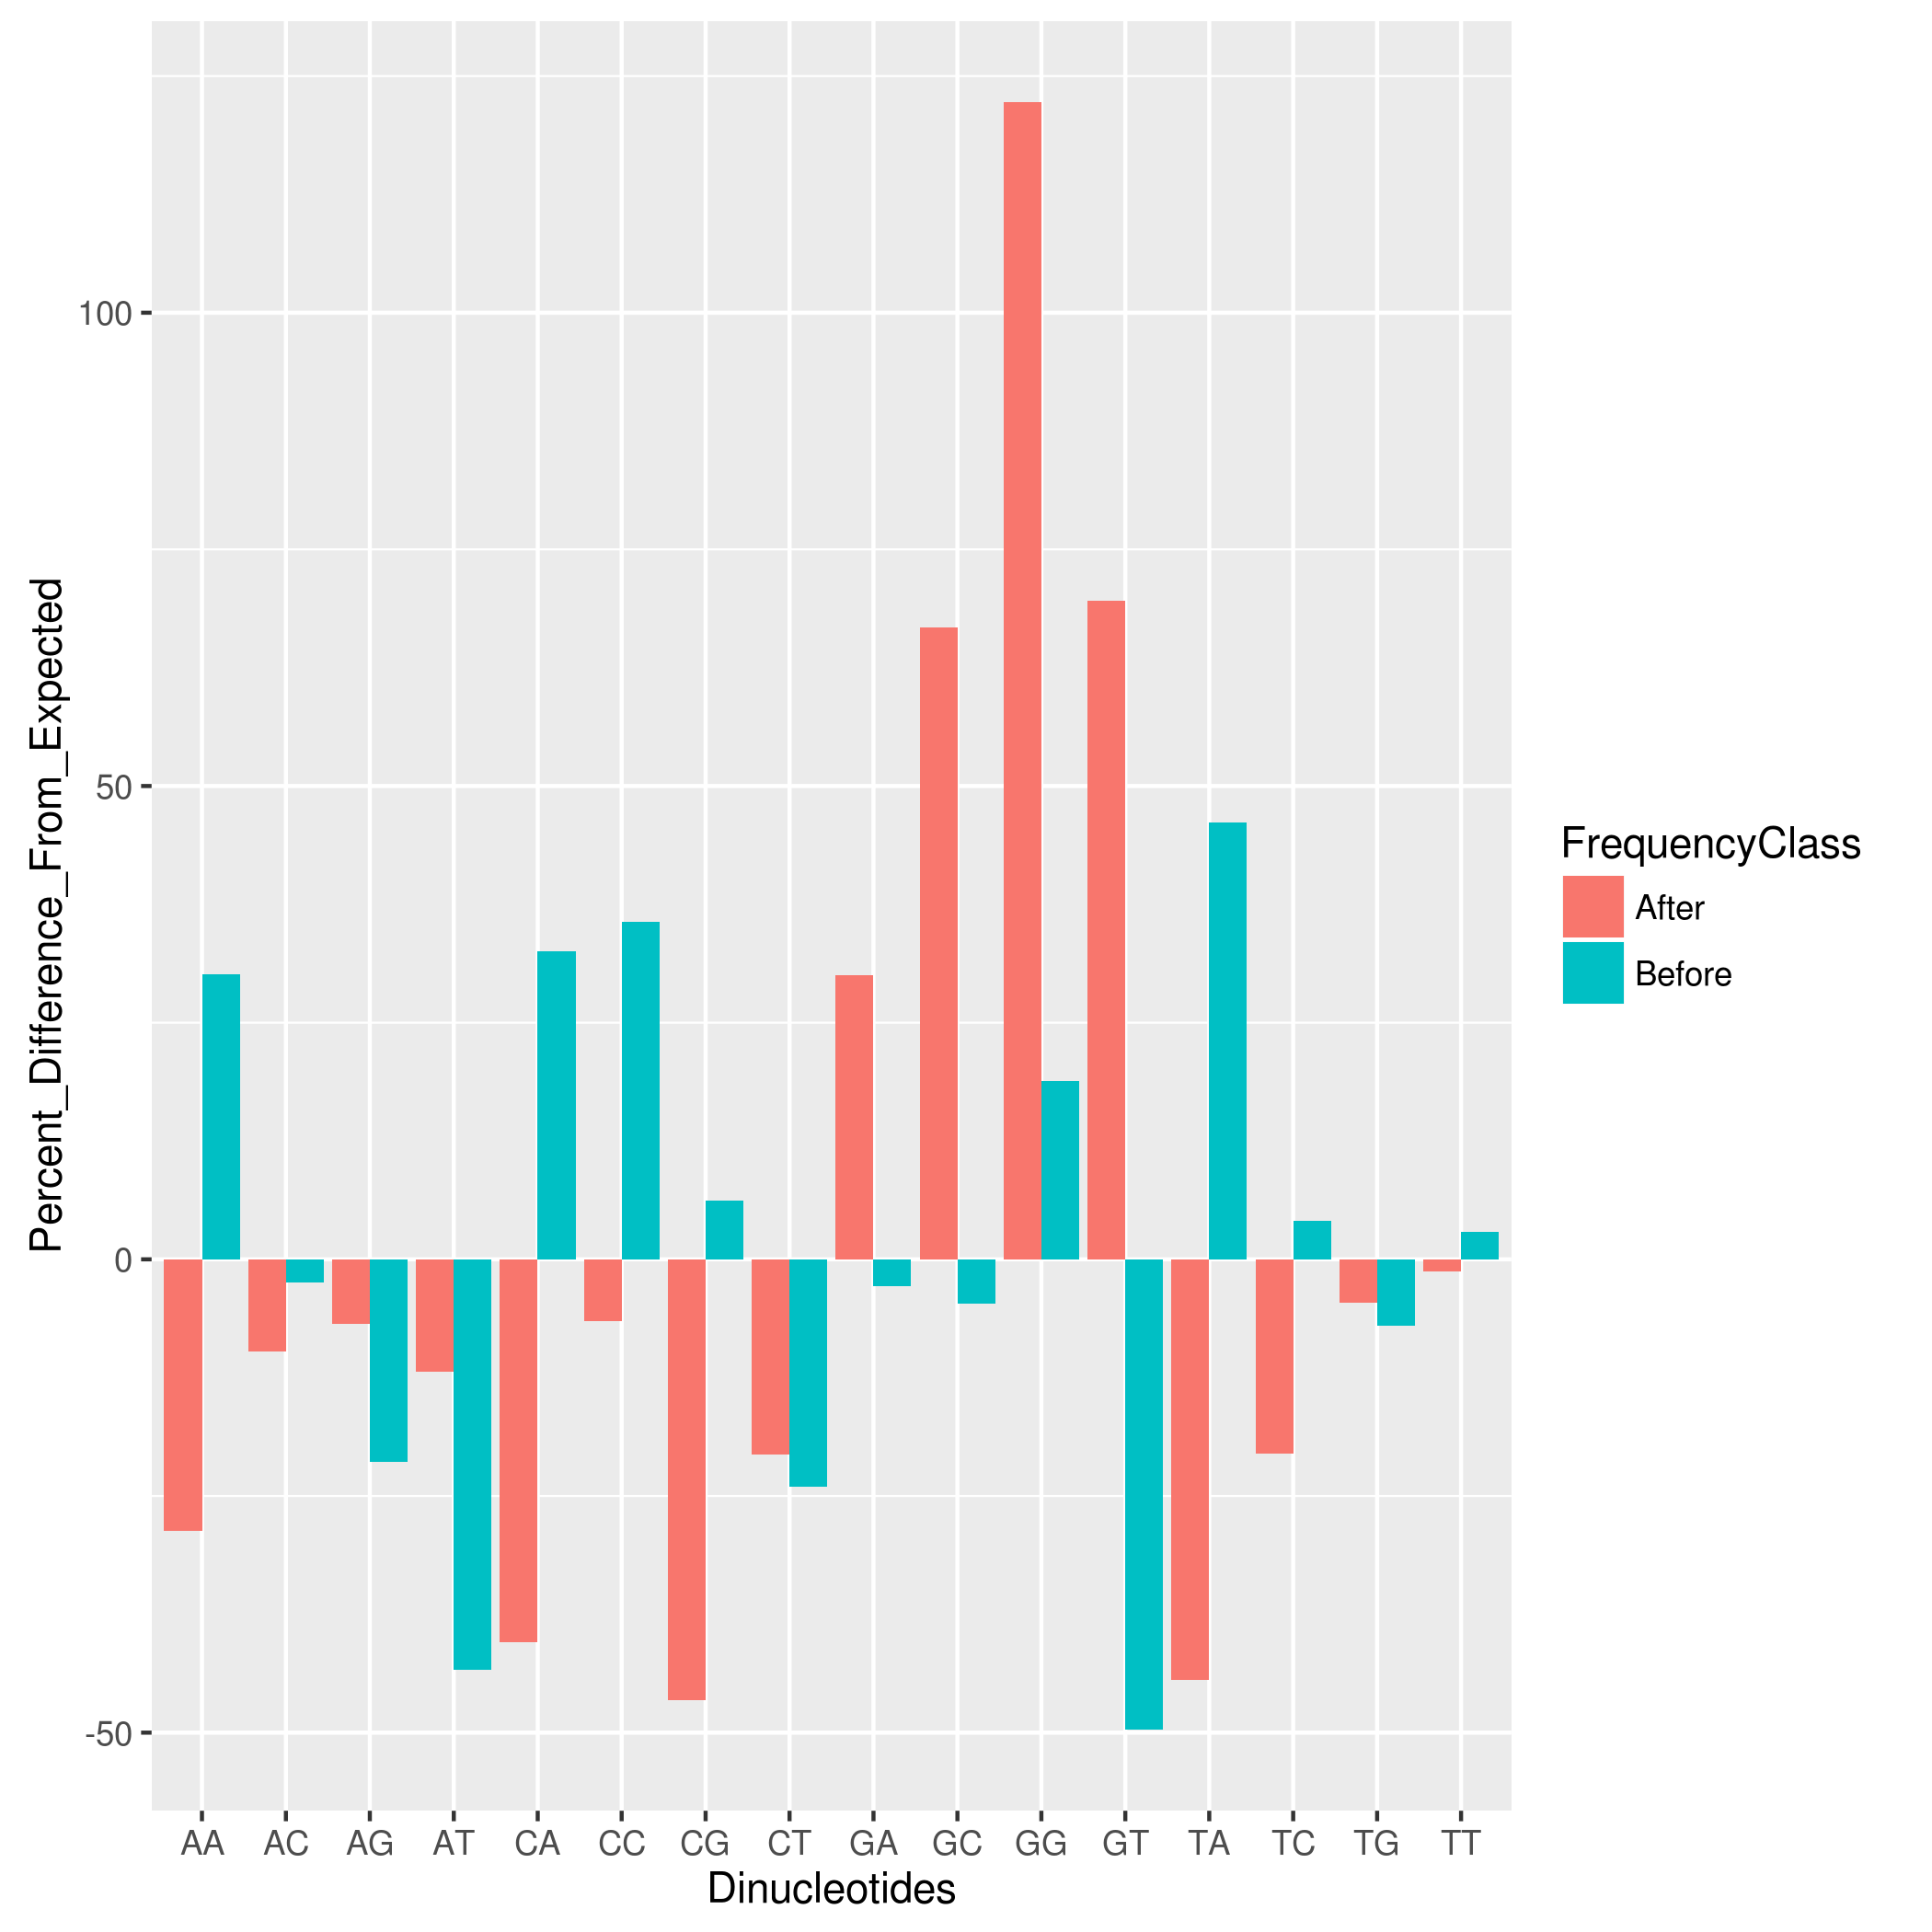 Percent_Difference_From_Expected
100
50
0
-50
AA AC AG AT CA CC CG CT GA GC GG GT TA TC TG TT
Dinucleotides
FrequencyClass
After
Before